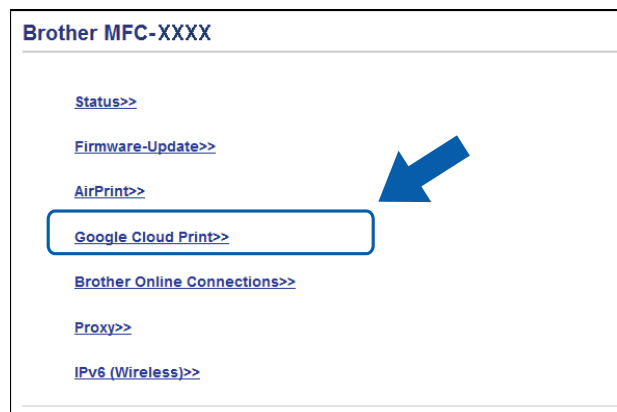 Brother MFC-XXXX
Status>>
Firmware-Update>>
AirPrint>>
Google Cloud Print>>
Brother Online Connections>>
Proxy>>
IPv6 (Wireless)>>